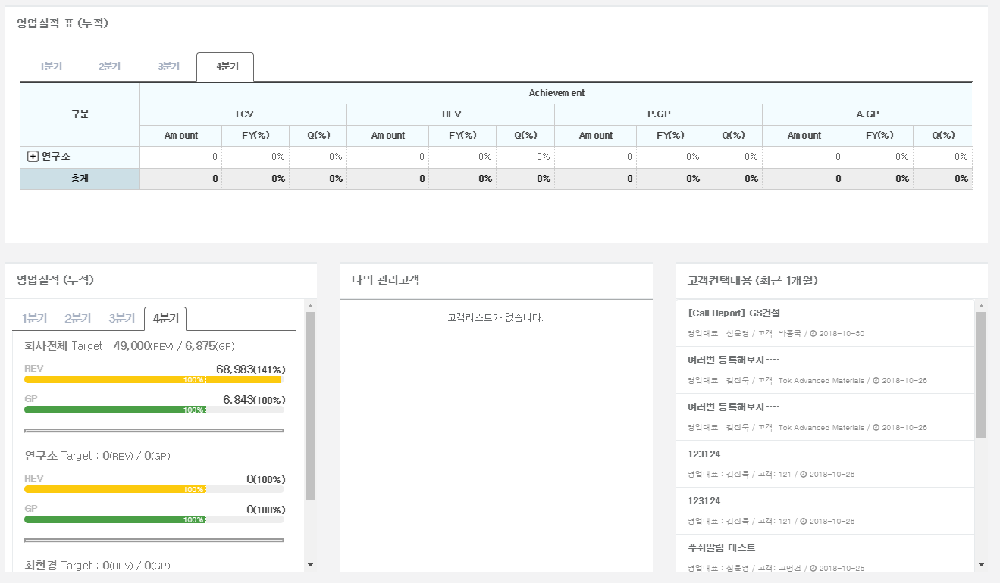 영업실적 표 (누적)
1분기 2분기 3분기 4분기
구분 Achievement
TCV REV P.GP A.GP
Amount FY(%) Q(%) Amount FY(%) Q(%) Amount FY(%) Q(%) Amount FY(%) Q(%)
연구소 0 0% 0% 0 0% 0% 0 0% 0% 0 0% 0%
총계 0 0% 0% 0 0% 0% 0 0% 0% 0 0% 0%
영업실적 (누적)
1분기 2분기 3분기 4분기
회사전체 Target : 49,000(REV) / 6,875(GP)
REV 68,983(141%)
100%
GP 6,843(100%)
100%
연구소 Target : 0(REV) / 0(GP)
REV 0(100%)
100%
GP 0(100%)
100%
최현경 Target : 0(REV) / 0(GP)
나의 관리고객
고객리스트가 없습니다.
고객컨택내용 (최근 1개월)
[Call Report] GS건설
영업대표 : 심윤형 / 고객: 박중국 / 2018-10-30
여러번 등록해보자~~
영업대표 : 김진욱 / 고객: Tok Advanced Materials / 2018-10-26
여러번 등록해보자~~
영업대표 : 김진욱 / 고객: Tok Advanced Materials / 2018-10-26
123124
영업대표 : 김진욱 / 고객: 121 / 2018-10-26
123124
영업대표 : 김진욱 / 고객: 121 / 2018-10-26
푸쉬알림 테스트
영업대표 : 심윤형 / 고객: 고명건 / 2018-10-25